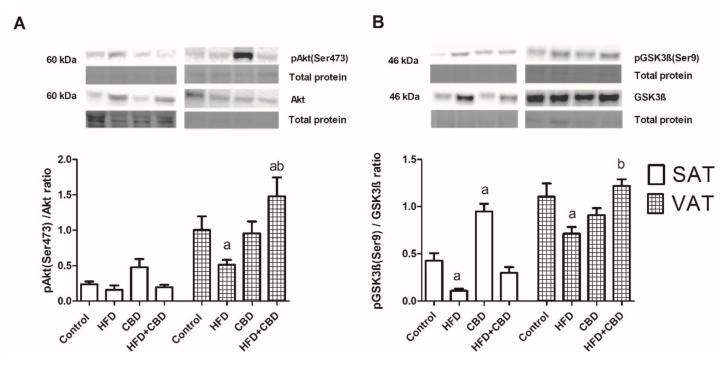 A
60 kDa
pAkt(Ser473)
Total protein
60 kDa
Akt
Total protein
pAkt(Ser473) /Akt ratio
2.0
1.5
1.0
0.5
0.0
a
ab
Control
HFD
CBD
HFD+CBD
Control
HFD
CBD
HFD+CBD
B
46 kDa
pGSK3ß(Ser9)
Total protein
46 kDa
GSK3ß
Total protein
pGSK3ß(Ser9) / GSK3ß ratio
1.5
1.0
0.5
0.0
a
a
a
b
Control
HFD
CBD
HFD+CBD
Control
HFD
CBD
HFD+CBD
SAT
VAT